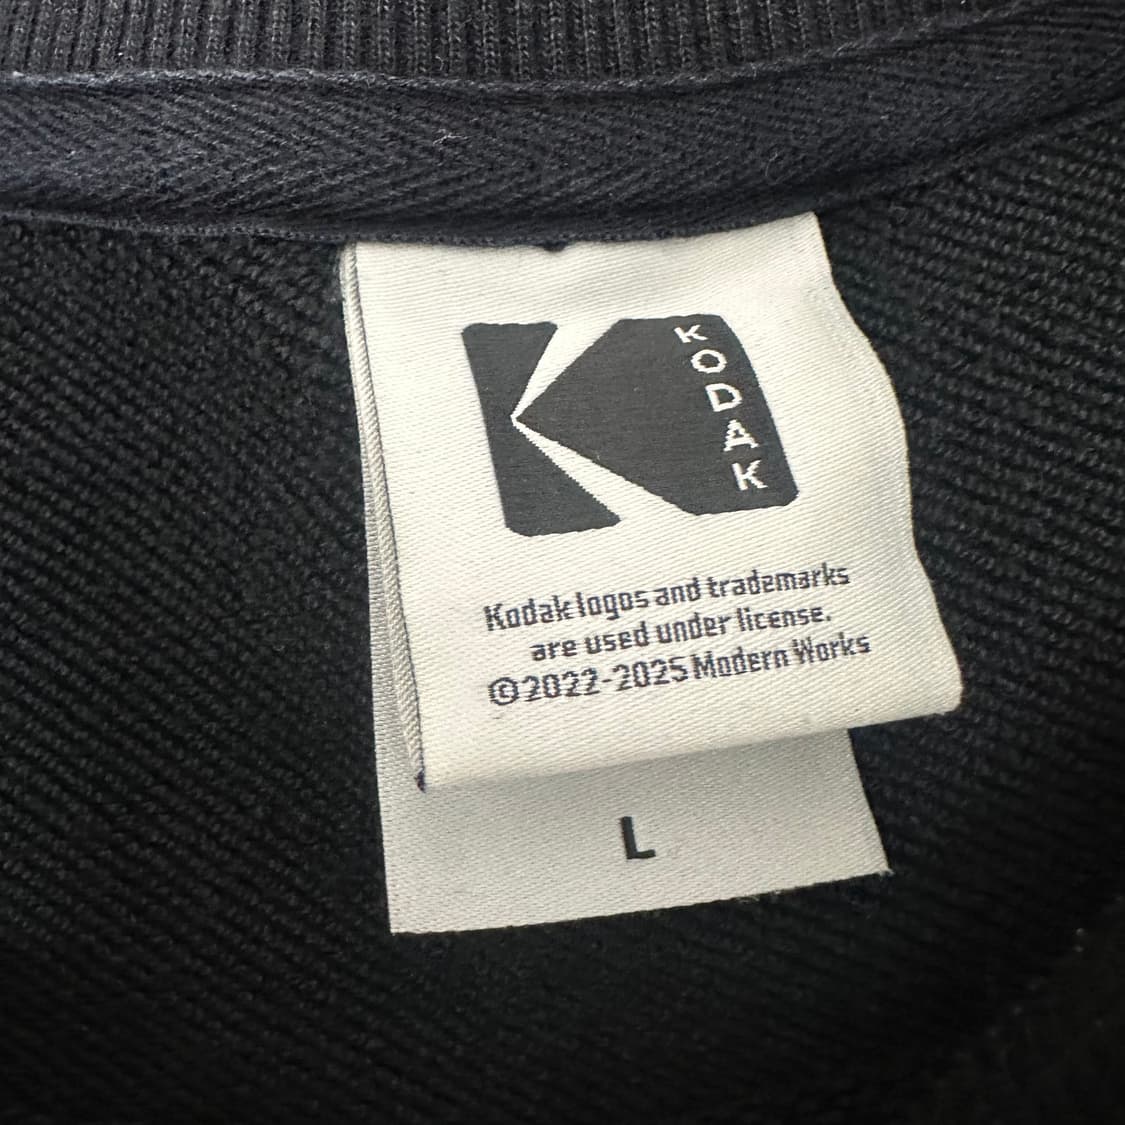 KODAK
Kodak logos and trademarks
are used under license.
©2022-2025 Modern Works
L